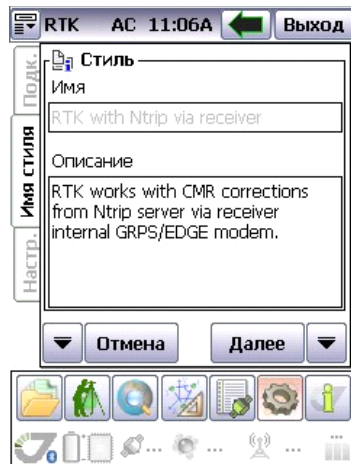 RTK AC 11:06A Выход
Подк.
Имя стиля
Настр.
Стиль
Имя
RTK with Ntrip via receiver
Описание
RTK works with CMR corrections
from Ntrip server via receiver
internal GRPS/EDGE modem.
Отмена Далее
... ... ...